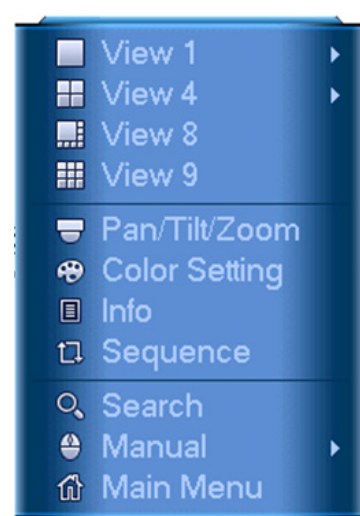 View 1
View 4
View 8
View 9
Pan/Tilt/Zoom
Color Setting
Info
Sequence
Search
Manual
Main Menu